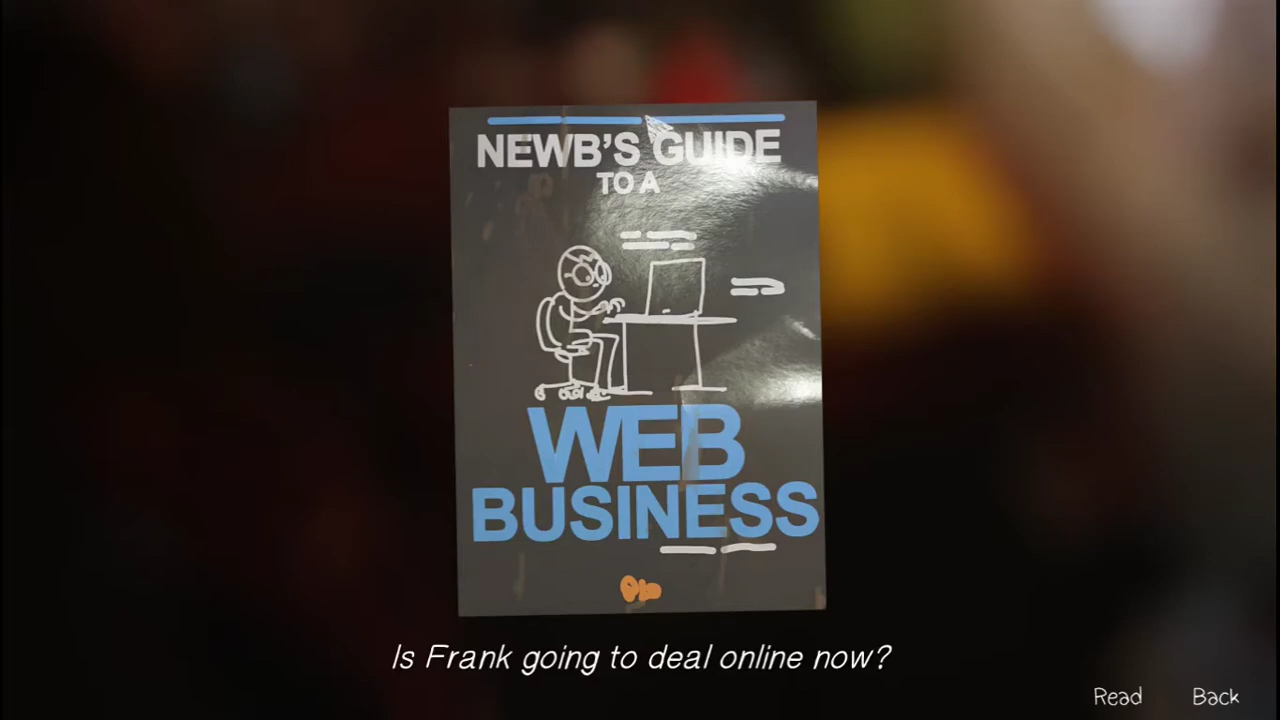 NEWB'S GUIDE
TO A
WEB
BUSINESS
Is Frank going to deal online now?
Read
Back